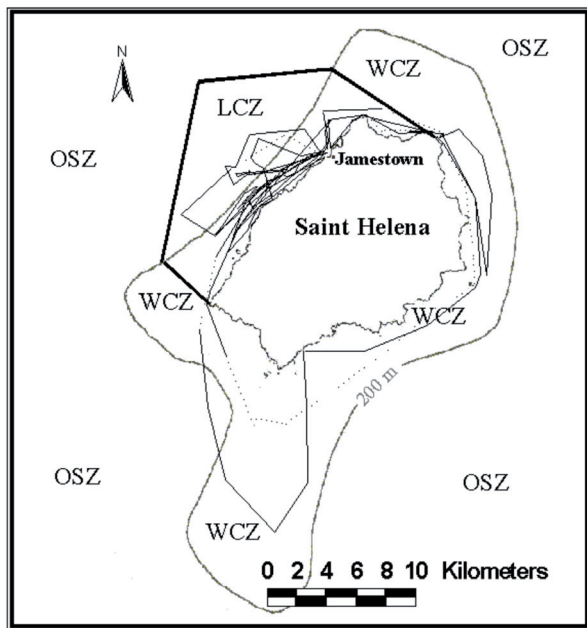 OSZ
N
WCZ
LCZ
OSZ
Jamestown
Saint Helena
WCZ
WCZ
200 m
OSZ
OSZ
WCZ
0 2 4 6 8 10 Kilometers